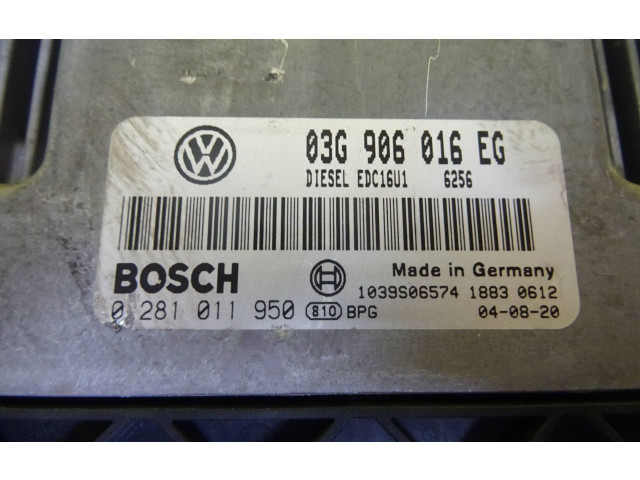 03G 906 016 EG
DIESEL EDC16U1 6256
BOSCH
Made in Germany
1039S06574 1883 0612
0 281 011 950 810 BPG 04-08-20